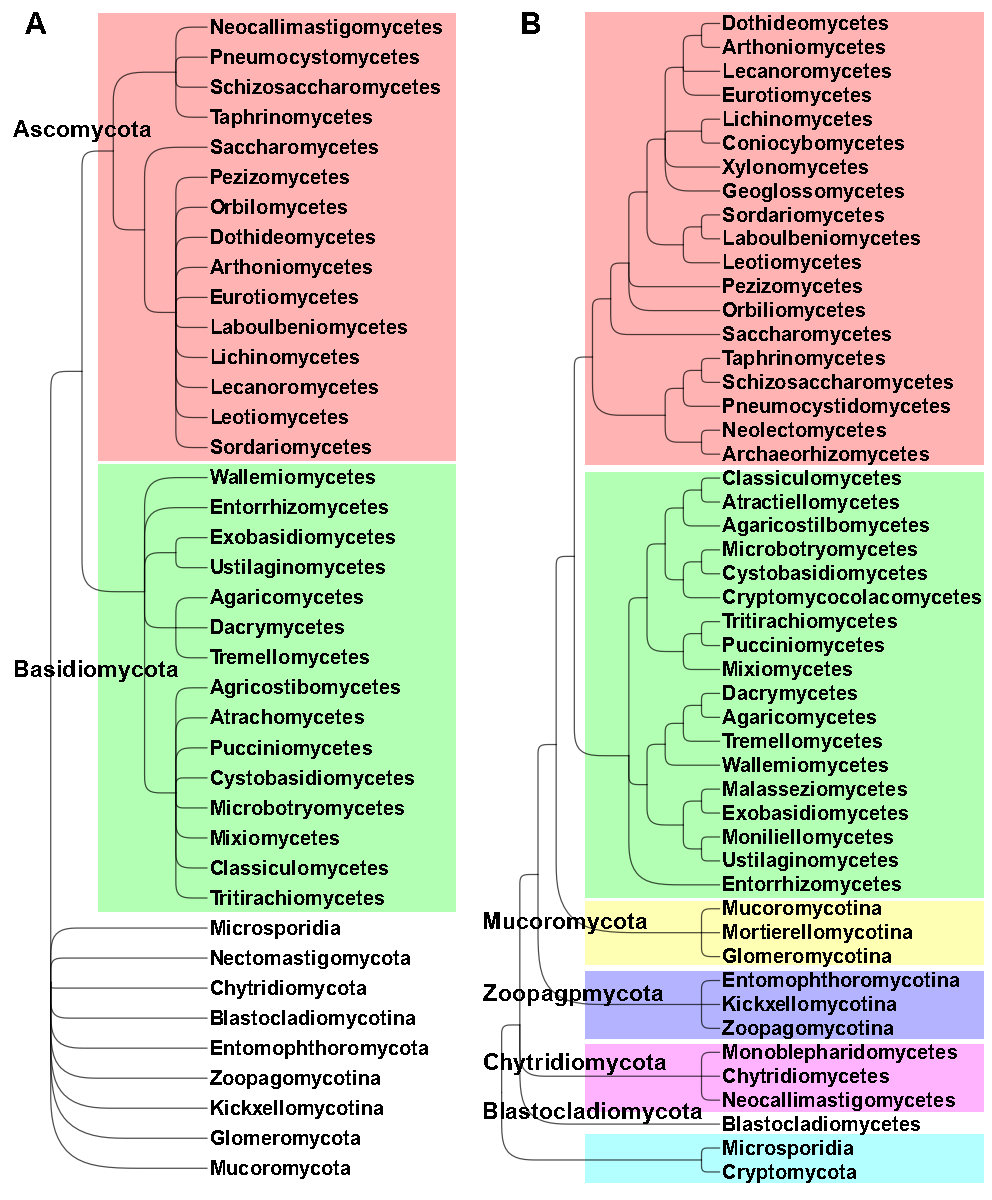 A
Neocallimastigomycetes
Pneumocystomycetes
Schizosaccharomycetes
Taphrinomycetes
Ascomycota
Saccharomycetes
Pezizomycetes
Orbilomycetes
Dothideomycetes
Arthoniomycetes
Eurotiomycetes
Laboulbeniomycetes
Lichinomycetes
Lecanoromycetes
Leotiomycetes
Sordariomycetes
Wallemiomycetes
Entorrhizomycetes
Exobasidiomycetes
Ustilaginomycetes
Agaricomycetes
Dacrymycetes
Tremellomycetes
Basidiomycota
Agricostibomycetes
Atrachomycetes
Pucciniomycetes
Cystobasidiomycetes
Microbotryomycetes
Mixiomycetes
Classiculomycetes
Tritirachiomycetes
Microsporidia
Nectomastigomycota
Chytridiomycota
Blastocladiomycotina
Entomophthoromycota
Zoopagomycotina
Kickxellomycotina
Glomeromycota
Mucoromycota
B
Dothideomycetes
Arthoniomycetes
Lecanoromycetes
Eurotiomycetes
Lichinomycetes
Coniocybomycetes
Xylonomycetes
Geoglossomycetes
Sordariomycetes
Laboulbeniomycetes
Leotiomycetes
Pezizomycetes
Orbiliomycetes
Saccharomycetes
Taphrinomycetes
Schizosaccharomycetes
Pneumocystidomycetes
Neolectomycetes
Archaeorhizomycetes
Classiculomycetes
Atractiellomycetes
Agaricostilbomycetes
Microbotryomycetes
Cystobasidiomycetes
Cryptomycocolacomycetes
Tritirachiomycetes
Pucciniomycetes
Mixiomycetes
Dacrymycetes
Agaricomycetes
Tremellomycetes
Wallemiomycetes
Malasseziomycetes
Exobasidiomycetes
Moniliellomycetes
Ustilaginomycetes
Entorrhizomycetes
Mucoromycota
Mucoromycotina
Mortierellomycotina
Glomeromycotina
Zoopagpmycota
Entomophthoromycotina
Kickxellomycotina
Zoopagomycotina
Chytridiomycota
Monoblepharidomycetes
Chytridiomycetes
Neocallimastigomycetes
Blastocladiomycota
Blastocladiomycetes
Microsporidia
Cryptomycota